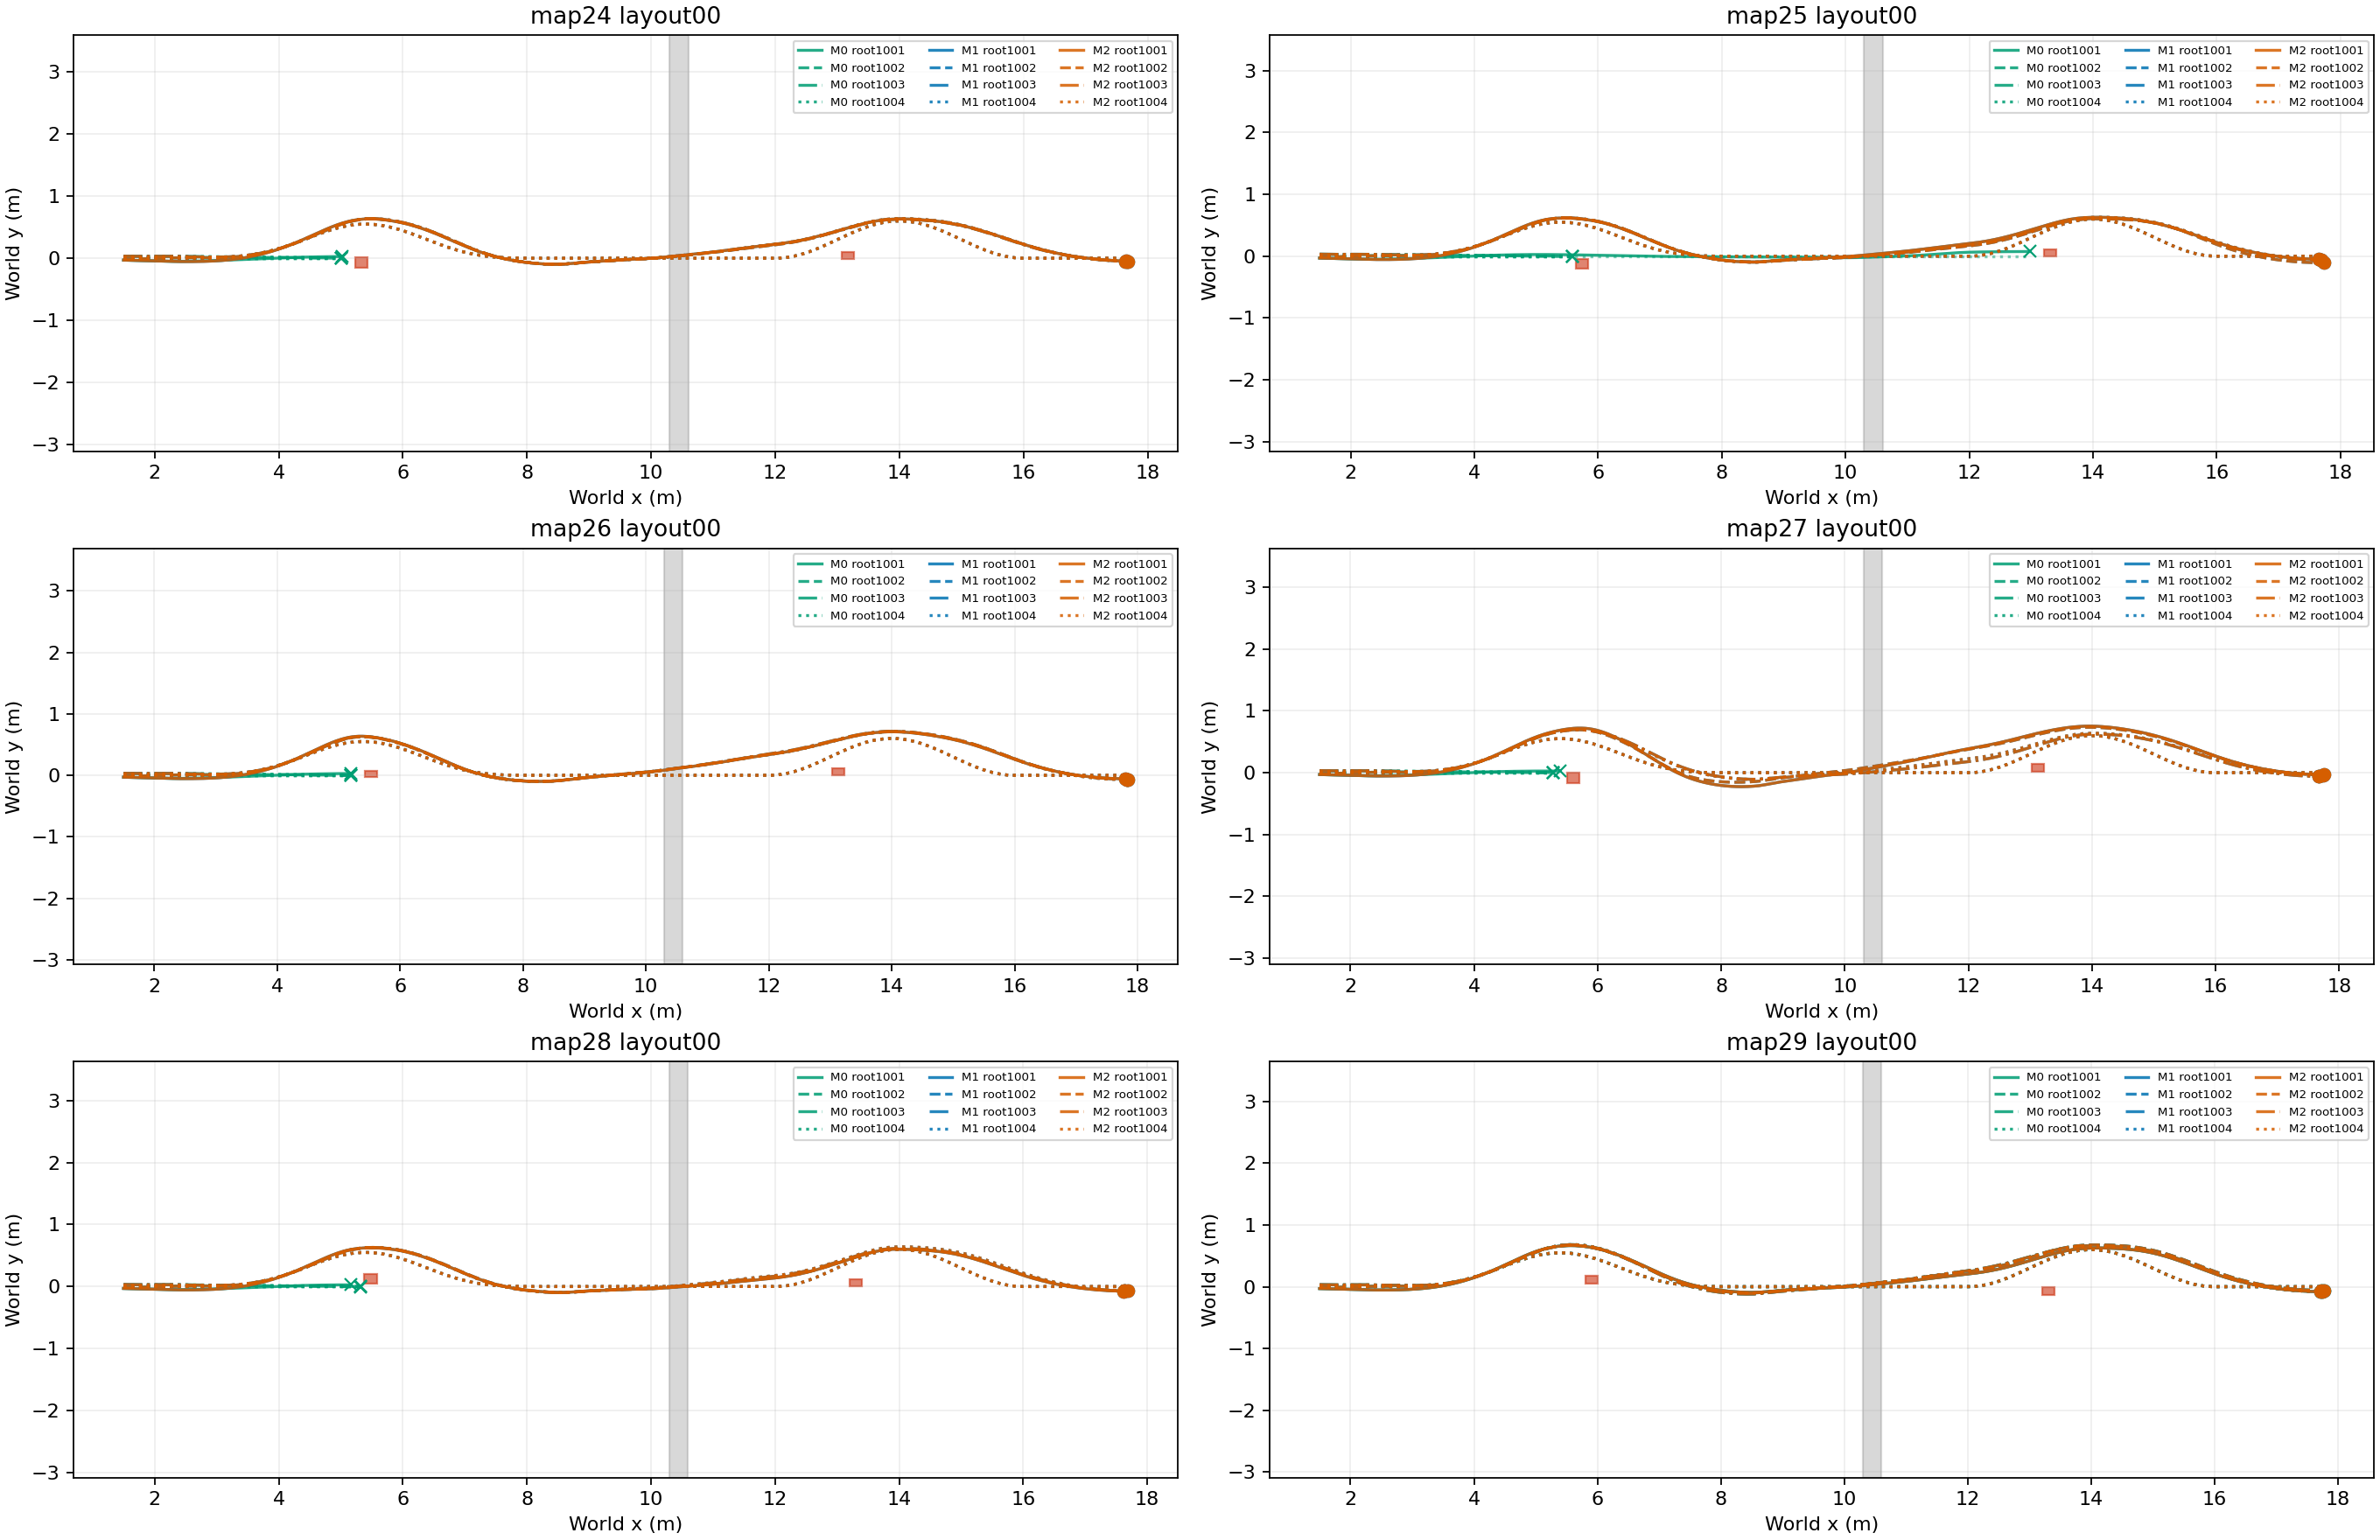 map24 layout00
M0 root1001 M1 root1001 M2 root1001
M0 root1002 M1 root1002 M2 root1002
M0 root1003 M1 root1003 M2 root1003
M0 root1004 M1 root1004 M2 root1004
World y (m)
3
2
1
0
−1
−2
−3
2 4 6 8 10 12 14 16 18
World x (m)
map25 layout00
M0 root1001 M1 root1001 M2 root1001
M0 root1002 M1 root1002 M2 root1002
M0 root1003 M1 root1003 M2 root1003
M0 root1004 M1 root1004 M2 root1004
World y (m)
3
2
1
0
−1
−2
−3
2 4 6 8 10 12 14 16 18
World x (m)
map26 layout00
M0 root1001 M1 root1001 M2 root1001
M0 root1002 M1 root1002 M2 root1002
M0 root1003 M1 root1003 M2 root1003
M0 root1004 M1 root1004 M2 root1004
World y (m)
3
2
1
0
−1
−2
−3
2 4 6 8 10 12 14 16 18
World x (m)
map27 layout00
M0 root1001 M1 root1001 M2 root1001
M0 root1002 M1 root1002 M2 root1002
M0 root1003 M1 root1003 M2 root1003
M0 root1004 M1 root1004 M2 root1004
World y (m)
3
2
1
0
−1
−2
−3
2 4 6 8 10 12 14 16 18
World x (m)
map28 layout00
M0 root1001 M1 root1001 M2 root1001
M0 root1002 M1 root1002 M2 root1002
M0 root1003 M1 root1003 M2 root1003
M0 root1004 M1 root1004 M2 root1004
World y (m)
3
2
1
0
−1
−2
−3
2 4 6 8 10 12 14 16 18
World x (m)
map29 layout00
M0 root1001 M1 root1001 M2 root1001
M0 root1002 M1 root1002 M2 root1002
M0 root1003 M1 root1003 M2 root1003
M0 root1004 M1 root1004 M2 root1004
World y (m)
3
2
1
0
−1
−2
−3
2 4 6 8 10 12 14 16 18
World x (m)